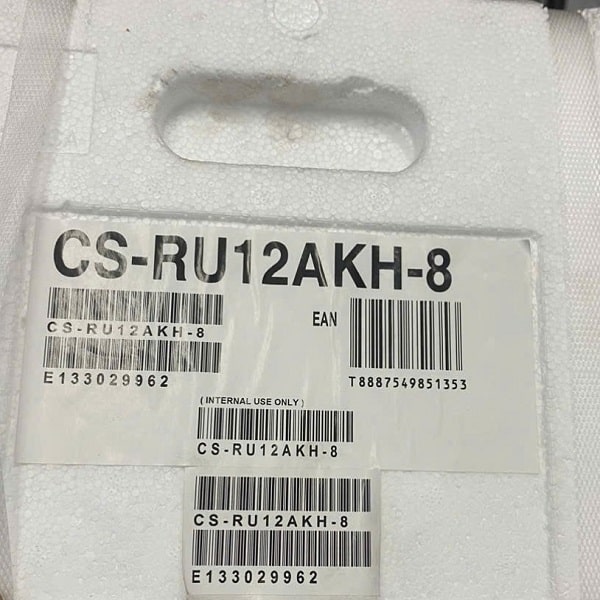 CS-RU12AKH-8
CS-RU12AKH-8
E133029962
EAN
T8887549851353
( INTERNAL USE ONLY )
CS-RU12AKH-8
CS-RU12AKH-8
E133029962